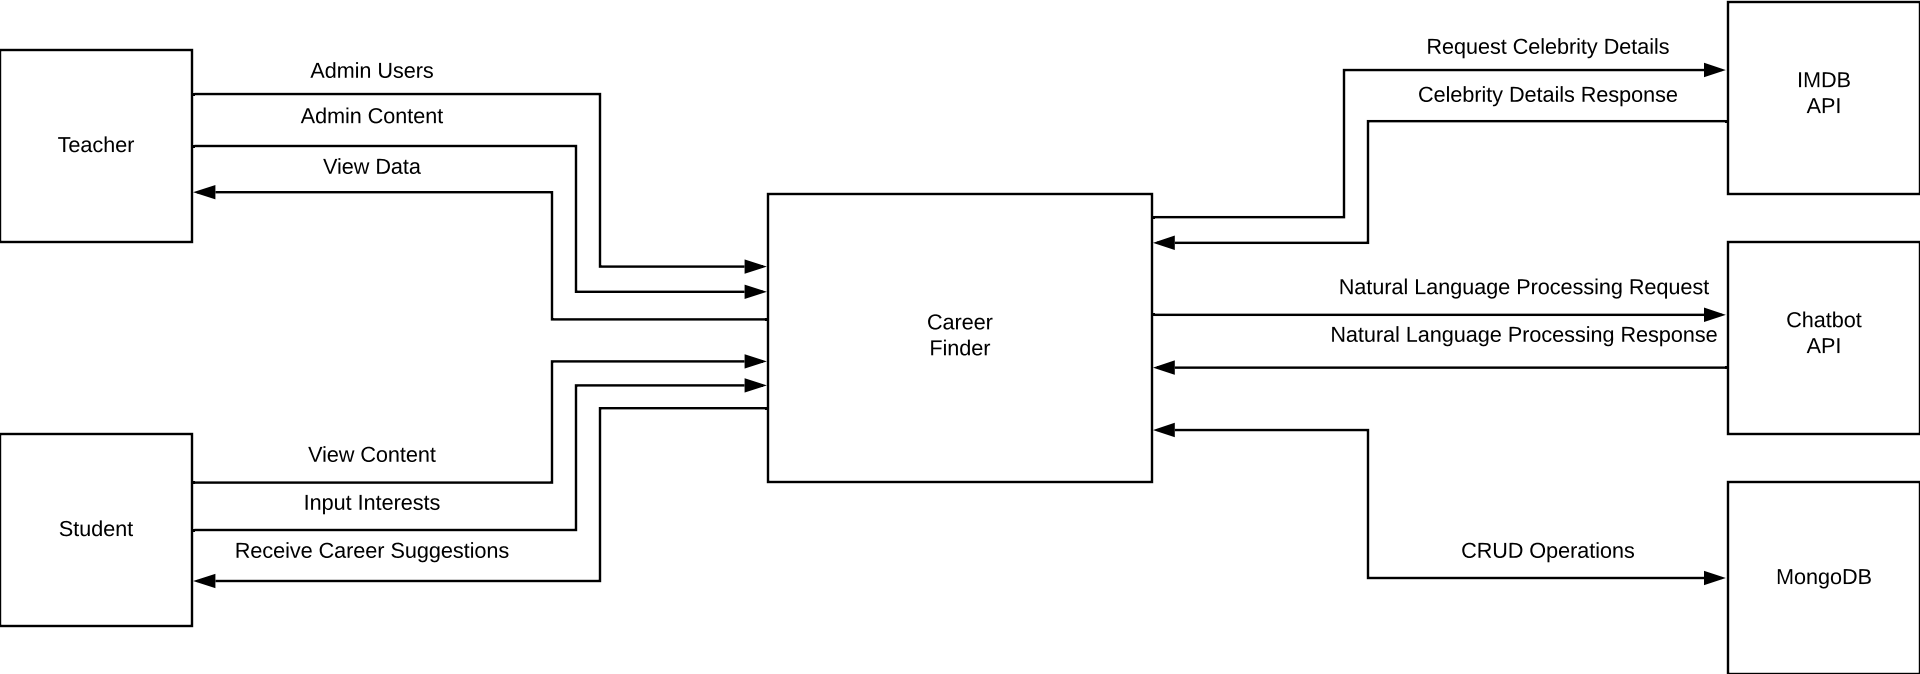 Teacher
Admin Users
Admin Content
View Data
Student
View Content
Input Interests
Receive Career Suggestions
Career
Finder
Request Celebrity Details
Celebrity Details Response
IMDB
API
Natural Language Processing Request
Natural Language Processing Response
Chatbot
API
CRUD Operations
MongoDB